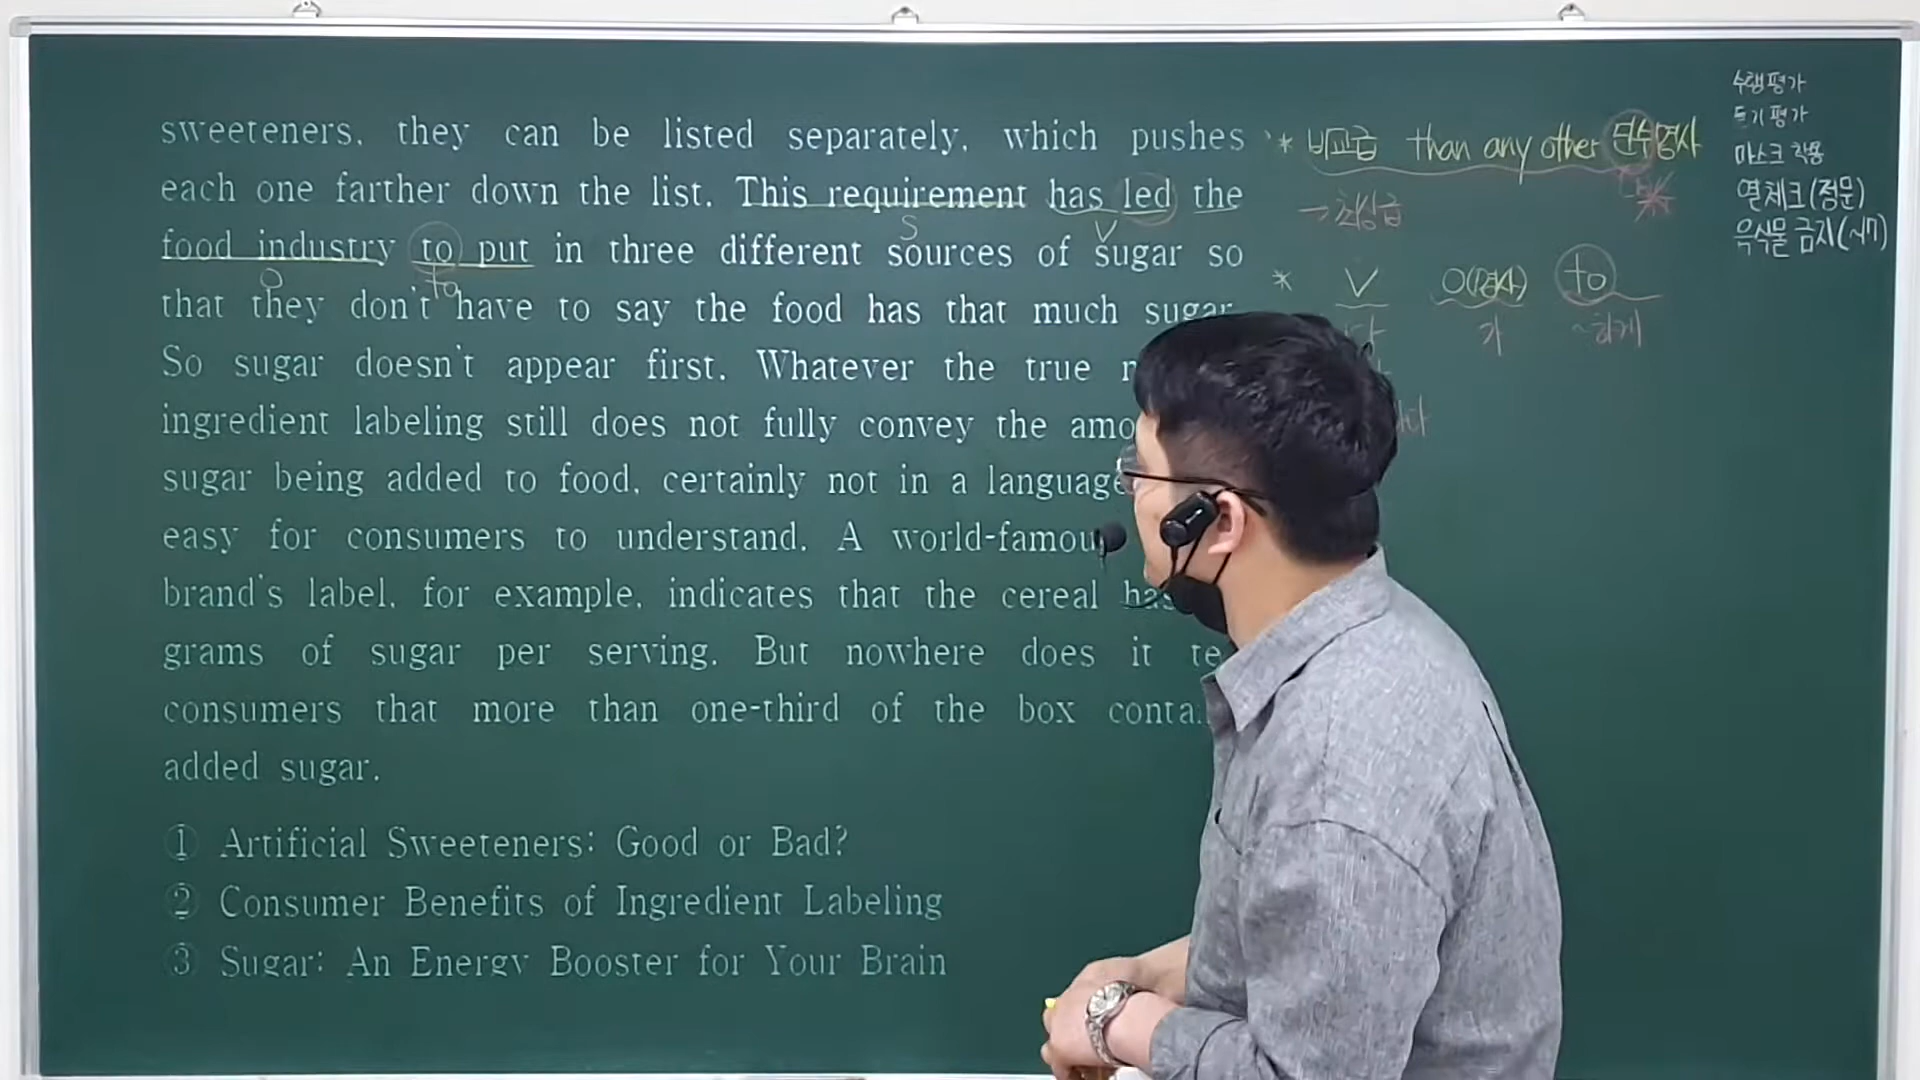 sweeteners, they can be listed separately, which pushes
each one farther down the list. This requirement has led the
food industry to put in three different sources of sugar so
that they don't have to say the food has that much sugar.
So sugar doesn't appear first. Whatever the true
ingredient labeling still does not fully convey the
sugar being added to food, certainly not in a language
easy for consumers to understand. A world-famou
brand's label, for example, indicates that the cereal has
grams of sugar per serving. But nowhere does it
consumers that more than one-third of the box
added sugar.
① Artificial Sweeteners: Good or Bad?
② Consumer Benefits of Ingredient Labeling
③ Sugar: An Energy Booster for Your Brain
S
V
O
to
* 비교급 than any other 단수명사
→ 최상급
* V O(명사) to
가 ~하게
수행평가
듣기평가
마스크 착용
열체크(정문)
음식물 금지